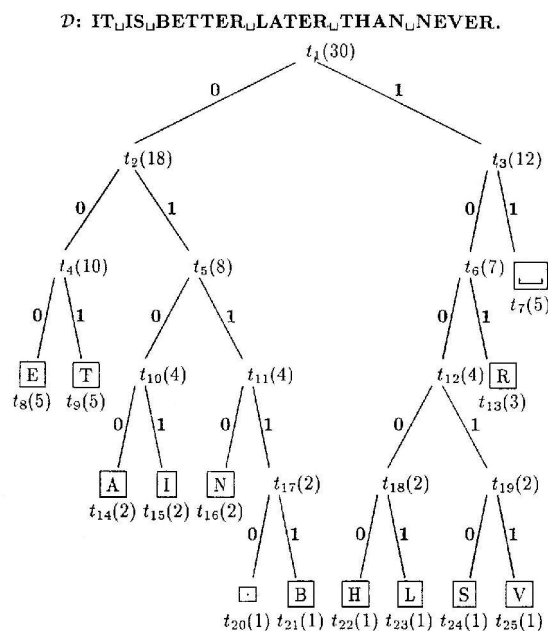 D: IT␣IS␣BETTER␣LATER␣THAN␣NEVER.
t₁(30)
0 1
t₂(18) t₃(12)
0 1 0 1
t₄(10) t₅(8) t₆(7) ␣
t₇(5)
0 1 0 1 0 1
E T t₁₀(4) t₁₁(4) t₁₂(4) R
t₈(5) t₉(5) t₁₃(3)
0 1 0 1 0 1
A I N t₁₇(2) t₁₈(2) t₁₉(2)
t₁₄(2) t₁₅(2) t₁₆(2)
0 1 0 1 0 1
. B H L S V
t₂₀(1) t₂₁(1) t₂₂(1) t₂₃(1) t₂₄(1) t₂₅(1)